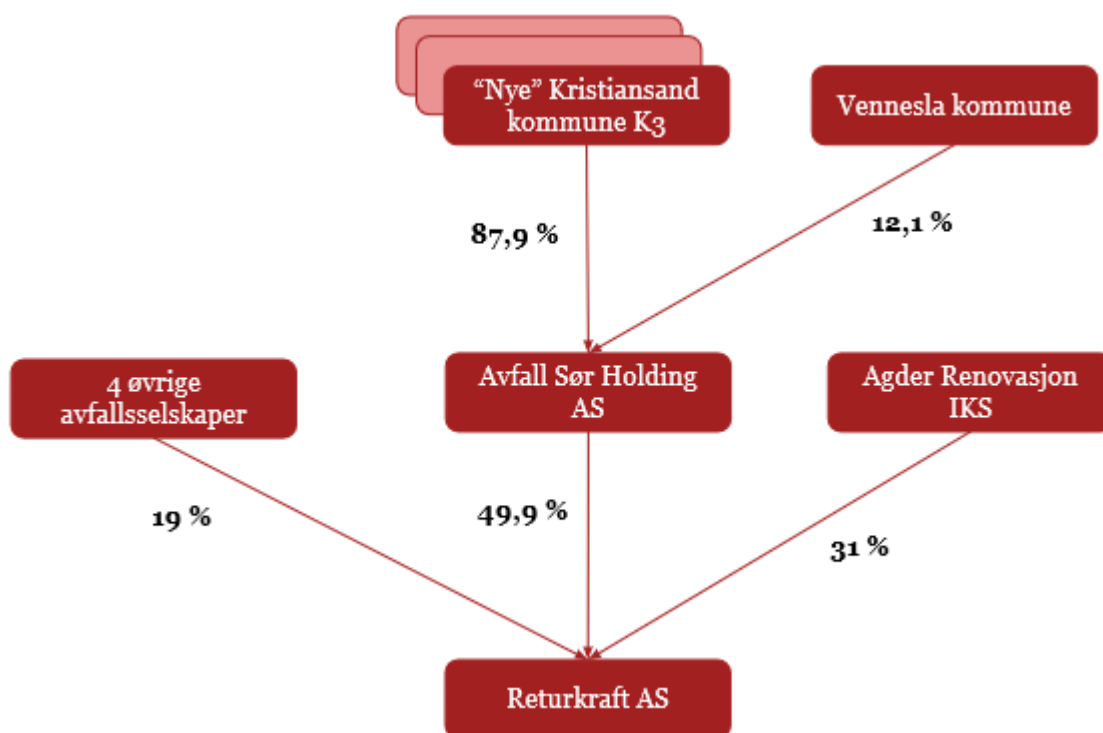 “Nye” Kristiansand
kommune K3
Vennesla kommune
87,9 %
12,1 %
4 øvrige
avfallsselskaper
Avfall Sør Holding
AS
Agder Renovasjon
IKS
19 %
49,9 %
31 %
Returkraft AS